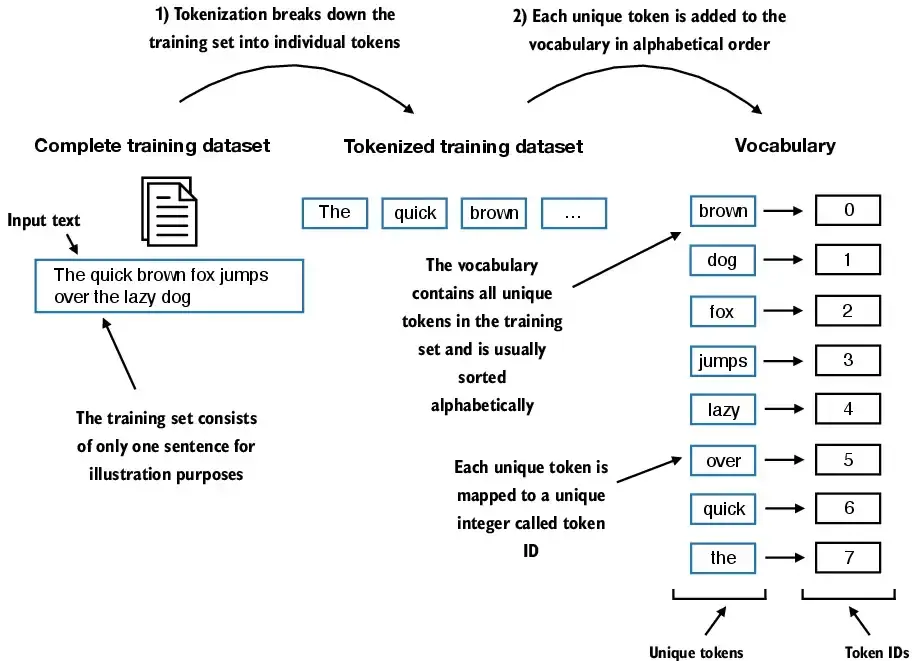 1) Tokenization breaks down the
training set into individual tokens
2) Each unique token is added to the
vocabulary in alphabetical order
Complete training dataset
Tokenized training dataset
Vocabulary
Input text
The quick brown fox jumps
over the lazy dog
The training set consists
of only one sentence for
illustration purposes
The quick brown ...
The vocabulary
contains all unique
tokens in the training
set and is usually
sorted
alphabetically
Each unique token is
mapped to a unique
integer called token
ID
brown 0
dog 1
fox 2
jumps 3
lazy 4
over 5
quick 6
the 7
Unique tokens
Token IDs